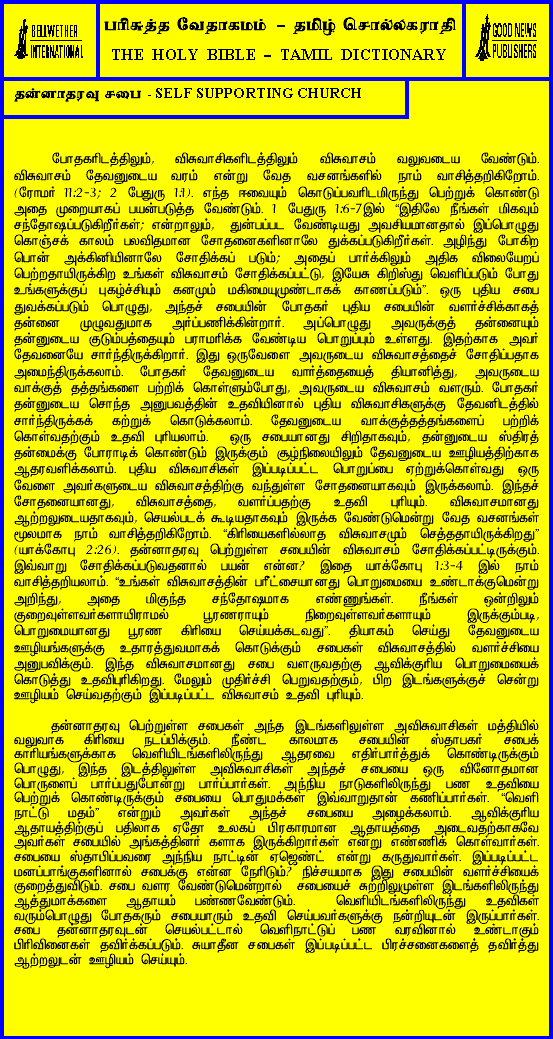 BELLWETHER
INTERNATIONAL
பரிசுத்த வேதாகமம் – தமிழ் சொல்லகராதி
THE HOLY BIBLE – TAMIL DICTIONARY
GOOD NEWS
PUBLISHERS
தன்னாதரவு சபை - SELF SUPPORTING CHURCH
போதகரிடத்திலும், விசுவாசிகளிடத்திலும் விசுவாசம் வலுவடைய வேண்டும்.
விசுவாசம் தேவனுடைய வரம் என்று வேத வசனங்களில் நாம் வாசித்தறிகிறோம்.
(ரோமர் 11:2-3; 2 பேதுரு 1:1). எந்த ஈவையும் கொடுப்பவரிடமிருந்து பெற்றுக் கொண்டு
அதை முறையாகப் பயன்படுத்த வேண்டும். 1 பேதுரு 1:6-7இல் “இதிலே நீங்கள் மிகவும்
சந்தோஷப்படுகிறீர்கள்; என்றாலும், துன்பப்பட வேண்டியது அவசியமானதால் இப்பொழுது
கொஞ்சக் காலம் பலவிதமான சோதனைகளினாலே துக்கப்படுகிறீர்கள். அழிந்து போகிற
பொன் அக்கினியினாலே சோதிக்கப் படும்; அதைப் பார்க்கிலும் அதிக விலையேறப்
பெற்றதாயிருக்கிற உங்கள் விசுவாசம் சோதிக்கப்பட்டு, இயேசு கிறிஸ்து வெளிப்படும் போது
உங்களுக்குப் புகழ்ச்சியும் கனமும் மகிமையுமுண்டாகக் காணப்படும்”. ஒரு புதிய சபை
துவக்கப்படும் பொழுது, அந்தச் சபையின் போதகர் புதிய சபையின் வளர்ச்சிக்காகத்
தன்னை முழுவதுமாக அர்ப்பணிக்கின்றார். அப்பொழுது அவருக்குத் தன்னையும்
தன்னுடைய குடும்பத்தையும் பராமரிக்க வேண்டிய பொறுப்பும் உள்ளது. இதற்காக அவர்
தேவனையே சார்ந்திருக்கிறார். இது ஒருவேளை அவருடைய விசுவாசத்தைச் சோதிப்பதாக
அமைந்திருக்கலாம். போதகர் தேவனுடைய வார்த்தையைத் தியானித்து, அவருடைய
வாக்குத் தத்தங்களை பற்றிக் கொள்ளும்போது, அவருடைய விசுவாசம் வளரும். போதகர்
தன்னுடைய சொந்த அனுபவத்தின் உதவியினால் புதிய விசுவாசிகளுக்கு தேவனிடத்தில்
சார்ந்திருக்கக் கற்றுக் கொடுக்கலாம். தேவனுடைய வாக்குத்தத்தங்களைப் பற்றிக்
கொள்வதற்கும் உதவி புரியலாம். ஒரு சபையானது சிறிதாகவும், தன்னுடைய ஸ்திரத்
தன்மைக்கு போராடிக் கொண்டும் இருக்கும் சூழ்நிலையிலும் தேவனுடைய ஊழியத்திற்காக
ஆதரவளிக்கலாம். புதிய விசுவாசிகள் இப்படிப்பட்ட பொறுப்பை ஏற்றுக்கொள்வது ஒரு
வேளை அவர்களுடைய விசுவாசத்திற்கு வந்துள்ள சோதனையாகவும் இருக்கலாம். இந்தச்
சோதனையானது, விசுவாசத்தை, வளர்ப்பதற்கு உதவி புரியும். விசுவாசமானது
ஆற்றலுடையதாகவும், செயல்படக் கூடியதாகவும் இருக்க வேண்டுமென்று வேத வசனங்கள்
மூலமாக நாம் வாசித்தறிகிறோம். “கிரியைகளில்லாத விசுவாசமும் செத்ததாயிருக்கிறது”
(யாக்கோபு 2:26). தன்னாதரவு பெற்றுள்ள சபையின் விசுவாசம் சோதிக்கப்பட்டிருக்கும்.
இவ்வாறு சோதிக்கப்படுவதனால் பயன் என்ன? இதை யாக்கோபு 1:3-4 இல் நாம்
வாசித்தறியலாம். “உங்கள் விசுவாசத்தின் பரீட்சையானது பொறுமையை உண்டாக்குமென்று
அறிந்து, அதை மிகுந்த சந்தோஷமாக எண்ணுங்கள். நீங்கள் ஒன்றிலும்
குறைவுள்ளவர்களாயிராமல் பூரணராயும் நிறைவுள்ளவர்களாயும் இருக்கும்படி,
பொறுமையானது பூரண கிரியை செய்யக்கடவது”. தியாகம் செய்து தேவனுடைய
ஊழியங்களுக்கு உதாரத்துவமாகக் கொடுக்கும் சபைகள் விசுவாசத்தில் வளர்ச்சியை
அனுபவிக்கும். இந்த விசுவாசமானது சபை வளருவதற்கு ஆவிக்குரிய பொறுமையைக்
கொடுத்து உதவிபுரிகிறது. மேலும் முதிர்ச்சி பெறுவதற்கும், பிற இடங்களுக்குச் சென்று
ஊழியம் செய்வதற்கும் இப்படிப்பட்ட விசுவாசம் உதவி புரியும்.
தன்னாதரவு பெற்றுள்ள சபைகள் அந்த இடங்களிலுள்ள அவிசுவாசிகள் மத்தியில்
வலுவாக கிரியை நடப்பிக்கும். நீண்ட காலமாக சபையின் ஸ்தாபகர் சபைக்
காரியங்களுக்காக வெளியிடங்களிலிருந்து ஆதரவை எதிர்பார்த்துக் கொண்டிருக்கும்
பொழுது, இந்த இடத்திலுள்ள அவிசுவாசிகள் அந்தச் சபையை ஒரு வினோதமான
பொருளைப் பார்ப்பதுபோன்று பார்ப்பார்கள். அந்நிய நாடுகளிலிருந்து பண உதவியை
பெற்றுக் கொண்டிருக்கும் சபையை பொதுமக்கள் இவ்வாறுதான் கணிப்பார்கள். “வெளி
நாட்டு மதம்” என்றும் அவர்கள் அந்தச் சபையை அழைக்கலாம். ஆவிக்குரிய
ஆதாயத்திற்குப் பதிலாக ஏதோ உலகப் பிரகாரமான ஆதாயத்தை அடைவதற்காகவே
அவர்கள் சபையில் அங்கத்தினர் களாக இருக்கிறார்கள் என்று எண்ணிக் கொள்வார்கள்.
சபையை ஸ்தாபிப்பவரை அந்நிய நாட்டின் ஏஜெண்ட் என்று கருதுவார்கள். இப்படிப்பட்ட
மனப்பாங்குகளினால் சபைக்கு என்ன நேரிடும்? நிச்சயமாக இது சபையின் வளர்ச்சியைக்
குறைத்துவிடும். சபை வளர வேண்டுமென்றால் சபையைச் சுற்றிலுமுள்ள இடங்களிலிருந்து
ஆத்துமாக்களை ஆதாயம் பண்ணவேண்டும். வெளியிடங்களிலிருந்து உதவிகள்
வரும்பொழுது போதகரும் சபையாரும் உதவி செய்பவர்களுக்கு நன்றியுடன் இருப்பார்கள்.
சபை தன்னாதரவுடன் செயல்பட்டால் வெளிநாட்டுப் பண வரவினால் உண்டாகும்
பிரிவினைகள் தவிர்க்கப்படும். சுயாதீன சபைகள் இப்படிப்பட்ட பிரச்சனைகளைத் தவிர்த்து
ஆற்றலுடன் ஊழியம் செய்யும்.